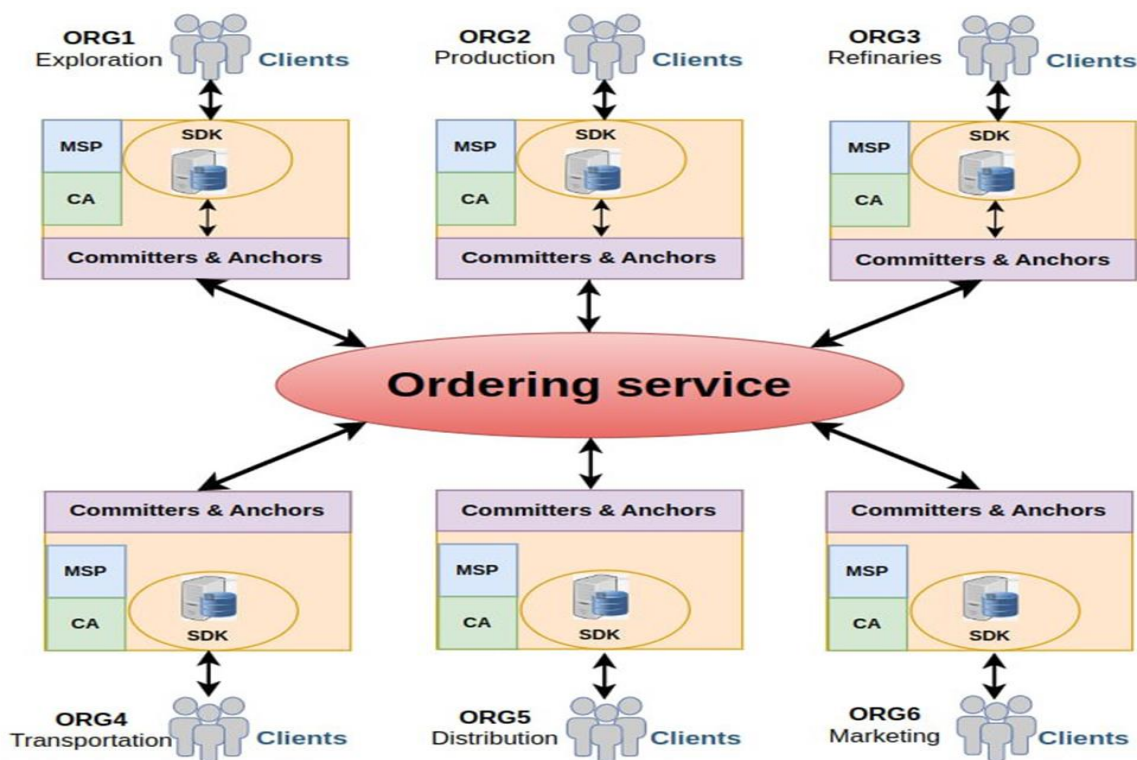 ORG1
Exploration
Clients
ORG2
Production
Clients
ORG3
Refinaries
Clients
MSP
CA
SDK
Committers & Anchors
MSP
CA
SDK
Committers & Anchors
MSP
CA
SDK
Committers & Anchors
Ordering service
Committers & Anchors
MSP
CA
SDK
Committers & Anchors
MSP
CA
SDK
Committers & Anchors
MSP
CA
SDK
ORG4
Transportation
Clients
ORG5
Distribution
Clients
ORG6
Marketing
Clients